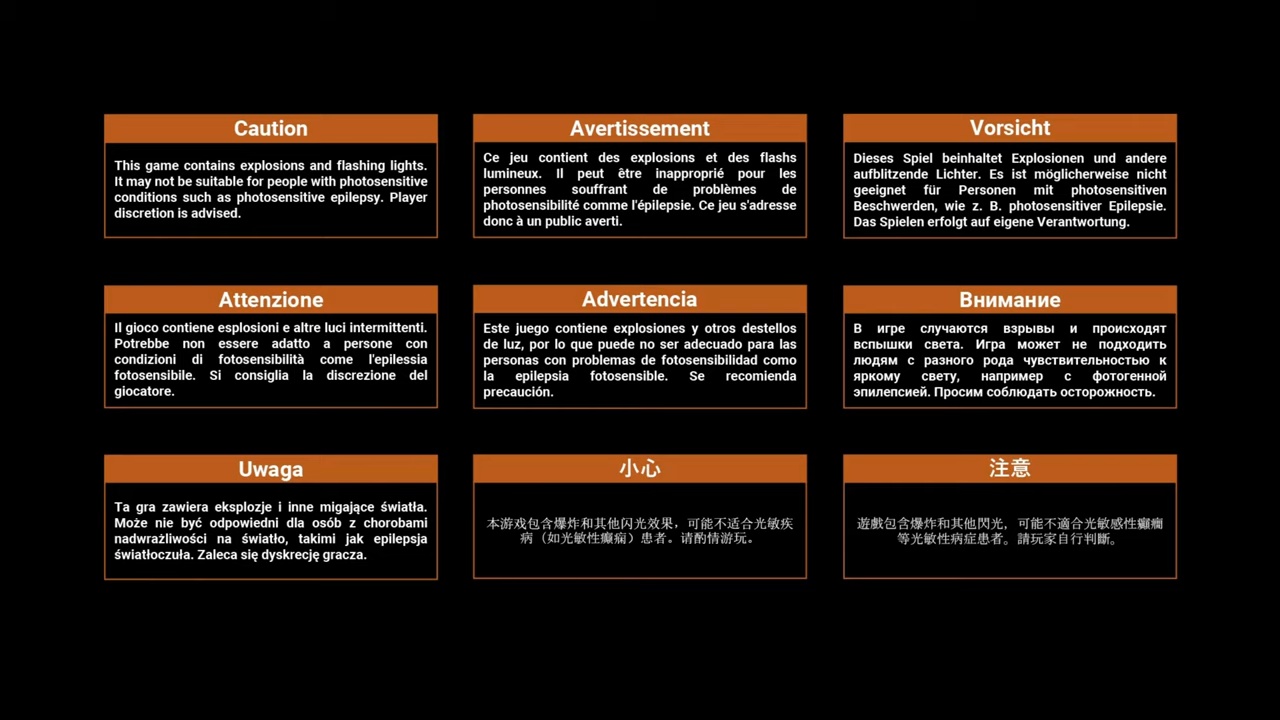 Caution
This game contains explosions and flashing lights.
It may not be suitable for people with photosensitive
conditions such as photosensitive epilepsy. Player
discretion is advised.
Avertissement
Ce jeu contient des explosions et des flashs
lumineux. Il peut être inapproprié pour les
personnes souffrant de problèmes de
photosensibilité comme l'épilepsie. Ce jeu s'adresse
donc à un public averti.
Vorsicht
Dieses Spiel beinhaltet Explosionen und andere
aufblitzende Lichter. Es ist möglicherweise nicht
geeignet für Personen mit photosensitiven
Beschwerden, wie z. B. photosensitiver Epilepsie.
Das Spielen erfolgt auf eigene Verantwortung.
Attenzione
Il gioco contiene esplosioni e altre luci intermittenti.
Potrebbe non essere adatto a persone con
condizioni di fotosensibilità come l'epilessia
fotosensibile. Si consiglia la discrezione del
giocatore.
Advertencia
Este juego contiene explosiones y otros destellos
de luz, por lo que puede no ser adecuado para las
personas con problemas de fotosensibilidad como
la epilepsia fotosensible. Se recomienda
precaución.
Внимание
В игре случаются взрывы и происходят
вспышки света. Игра может не подходить
людям с разного рода чувствительностью к
яркому свету, например с фотогенной
эпилепсией. Просим соблюдать осторожность.
Uwaga
Ta gra zawiera eksplozje i inne migające światła.
Może nie być odpowiedni dla osób z chorobami
nadwrażliwości na światło, takimi jak epilepsja
światłoczuła. Zaleca się dyskrecję gracza.
小心
本游戏包含爆炸和其他闪光效果，可能不适合光敏疾
病（如光敏性癫痫）患者。请酌情游玩。
注意
遊戲包含爆炸和其他閃光，可能不適合光敏感性癲癇
等光敏性病症患者。請玩家自行判斷。